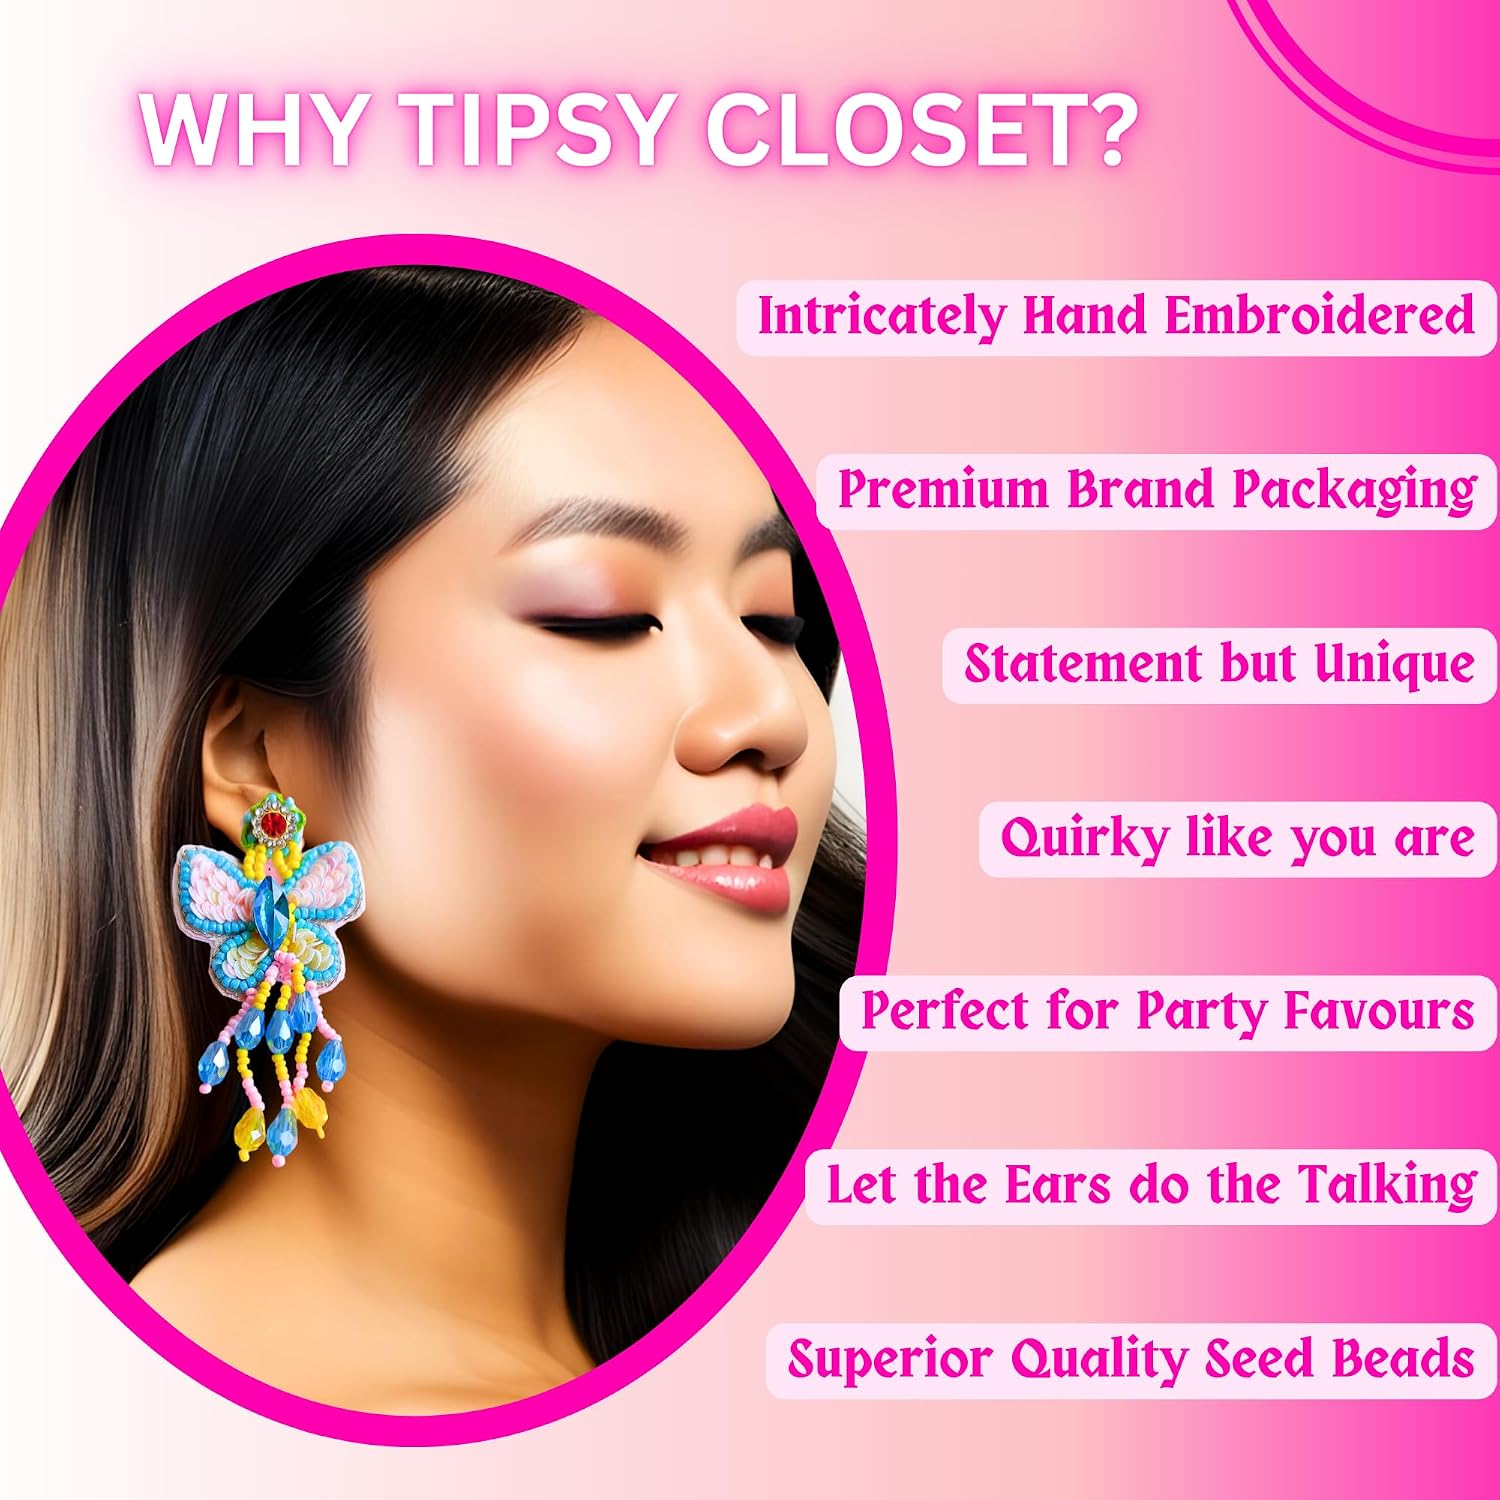 WHY TIPSY CLOSET?
Intricately Hand Embroidered
Premium Brand Packaging
Statement but Unique
Quirky like you are
Perfect for Party Favours
Let the Ears do the Talking
Superior Quality Seed Beads